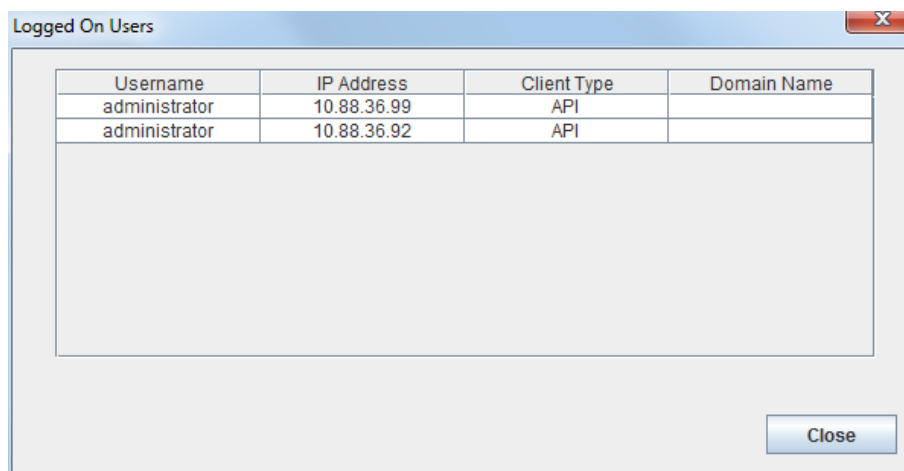 Logged On Users
Username IP Address Client Type Domain Name
administrator 10.88.36.99 API
administrator 10.88.36.92 API
Close